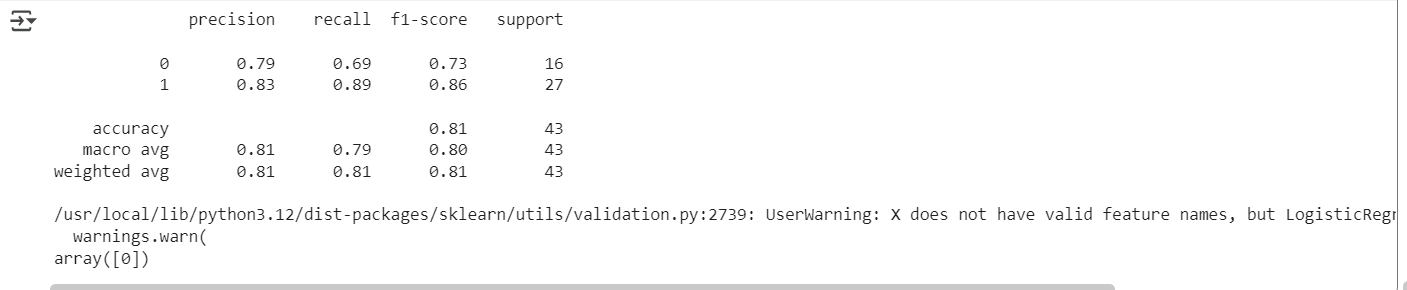 precision recall f1-score support
0 0.79 0.69 0.73 16
1 0.83 0.89 0.86 27
accuracy 0.81 43
macro avg 0.81 0.79 0.80 43
weighted avg 0.81 0.81 0.81 43
/usr/local/lib/python3.12/dist-packages/sklearn/utils/validation.py:2739: UserWarning: X does not have valid feature names, but LogisticRegr
warnings.warn(
array([0])